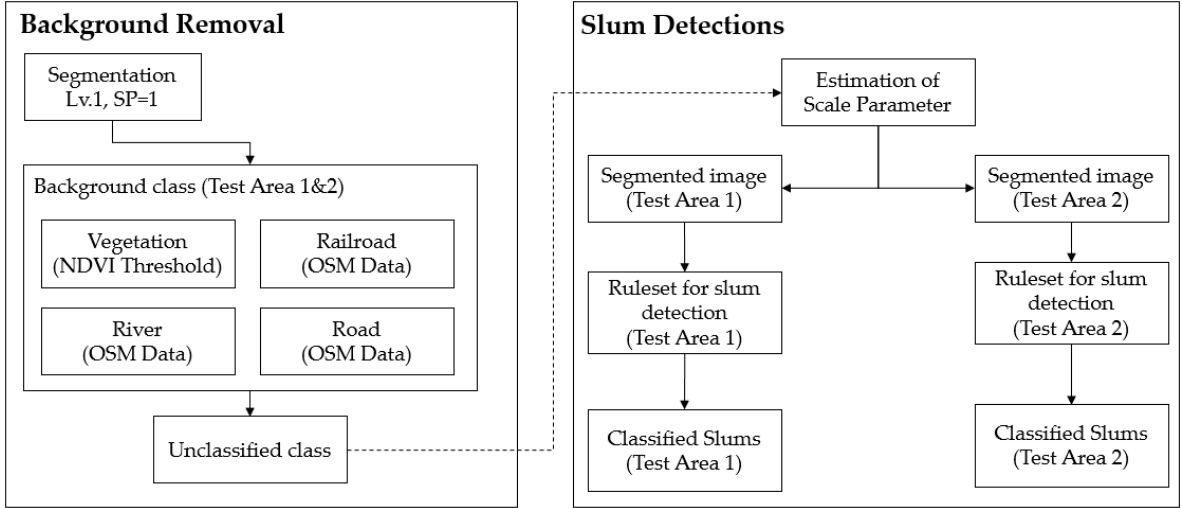 Background Removal
Segmentation
Lv.1, SP=1
Background class (Test Area 1&2)
Vegetation
(NDVI Threshold)
Railroad
(OSM Data)
River
(OSM Data)
Road
(OSM Data)
Unclassified class
Slum Detections
Estimation of
Scale Parameter
Segmented image
(Test Area 1)
Segmented image
(Test Area 2)
Ruleset for slum
detection
(Test Area 1)
Ruleset for slum
detection
(Test Area 2)
Classified Slums
(Test Area 1)
Classified Slums
(Test Area 2)